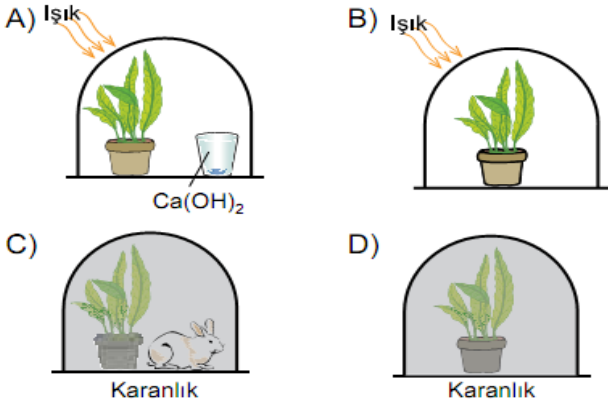 A) Işık
B) Işık
Ca(OH)₂
C)
D)
Karanlık
Karanlık